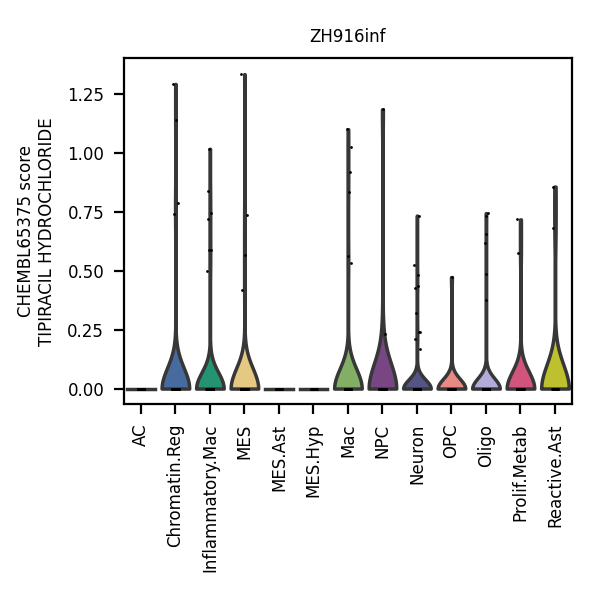 ZH916inf
CHEMBL65375 score
TIPIRACIL HYDROCHLORIDE
1.25
1.00
0.75
0.50
0.25
0.00
AC
Chromatin.Reg
Inflammatory.Mac
MES
MES.Ast
MES.Hyp
Mac
NPC
Neuron
OPC
Oligo
Prolif.Metab
Reactive.Ast